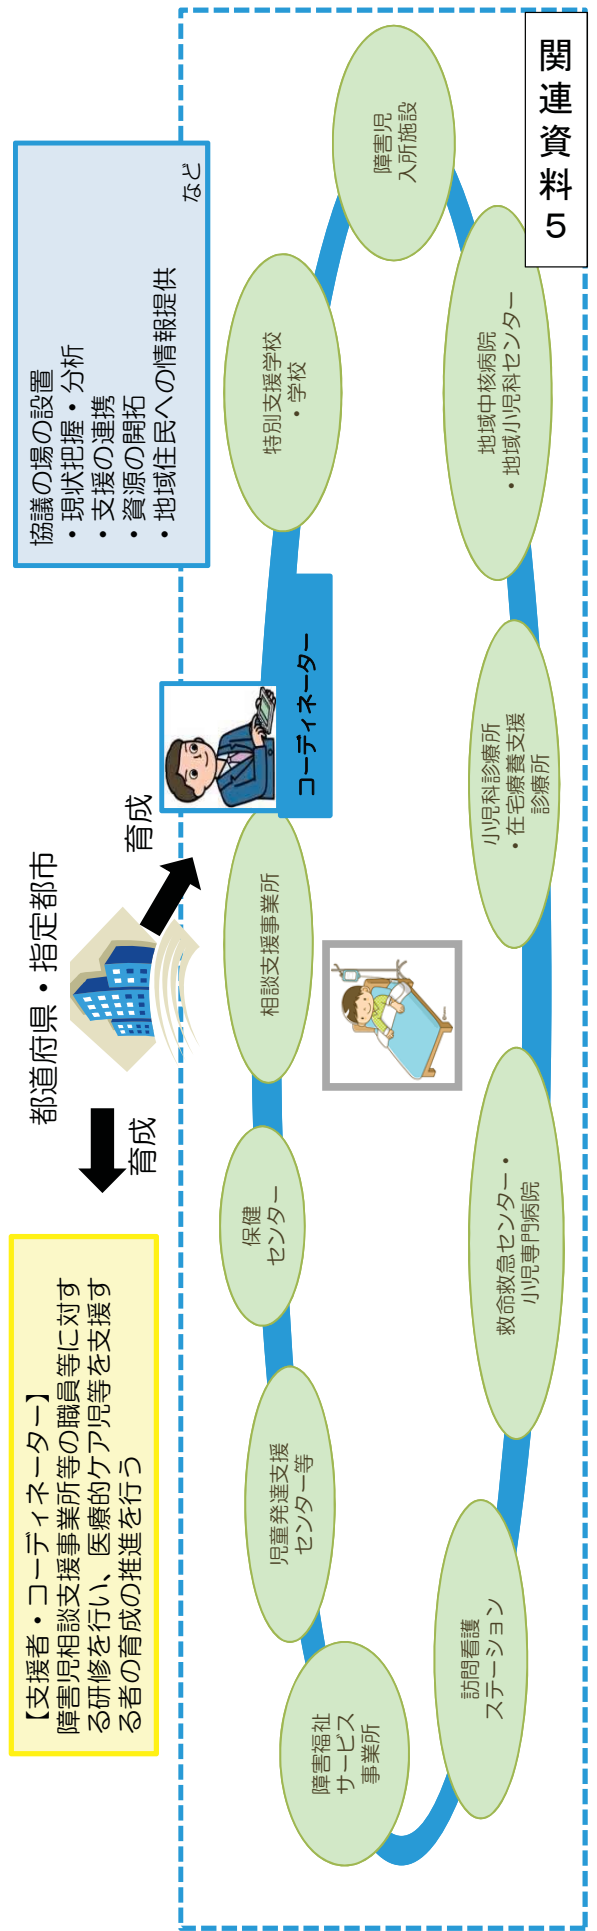 関連資料５
都道府県・指定都市
育成
育成
【支援者・コーディネーター】
障害児相談支援事業所等の職員等に対す
る研修を行い、医療的ケア児等を支援す
る者の育成の推進を行う
協議の場の設置
・現状把握・分析
・支援の連携
・資源の開拓
・地域住民への情報提供
など
コーディネーター
障害福祉
サービス
事業所
児童発達支援
センター等
保健
センター
相談支援事業所
特別支援学校
・学校
障害児
入所施設
訪問看護
ステーション
救命救急センター・
小児専門病院
小児科診療所
・在宅療養支援
診療所
地域中核病院
・地域小児科センター